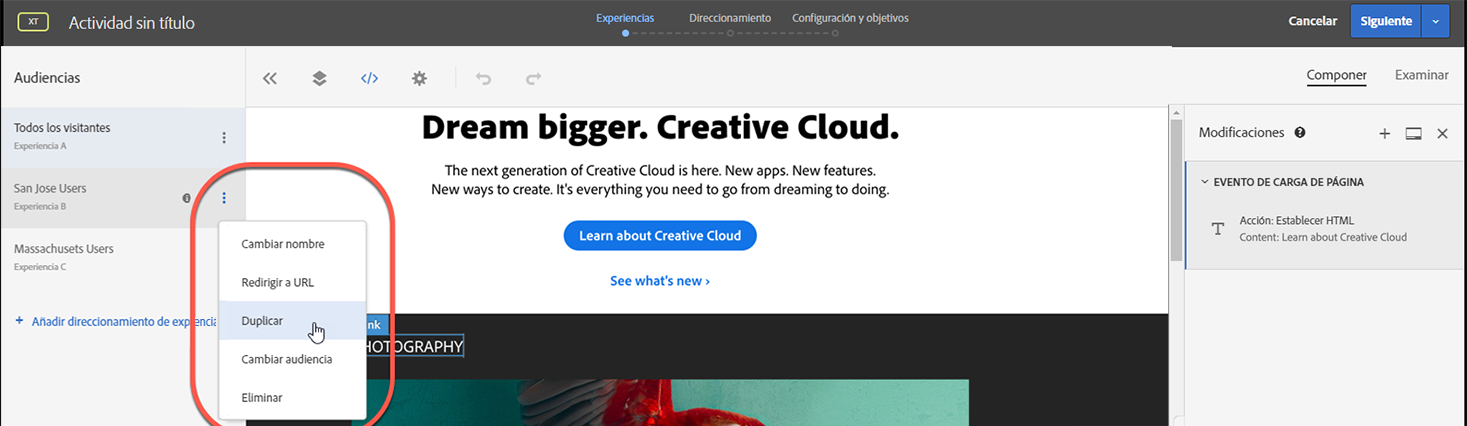 XT
Actividad sin título
Experiencias
Direccionamiento
Configuración y objetivos
Cancelar
Siguiente
Audiencias
Componer
Examinar
Todos los visitantes
Experiencia A
San Jose Users
Experiencia B
Massachusets Users
Experiencia C
+ Añadir direccionamiento de experiencia
Cambiar nombre
Redirigir a URL
Duplicar
Cambiar audiencia
Eliminar
Dream bigger. Creative Cloud.
The next generation of Creative Cloud is here. New apps. New features.
New ways to create. It's everything you need to go from dreaming to doing.
Learn about Creative Cloud
See what's new ›
nk
HOTOGRAPHY
Modificaciones
EVENTO DE CARGA DE PÁGINA
Acción: Establecer HTML
Content: Learn about Creative Cloud